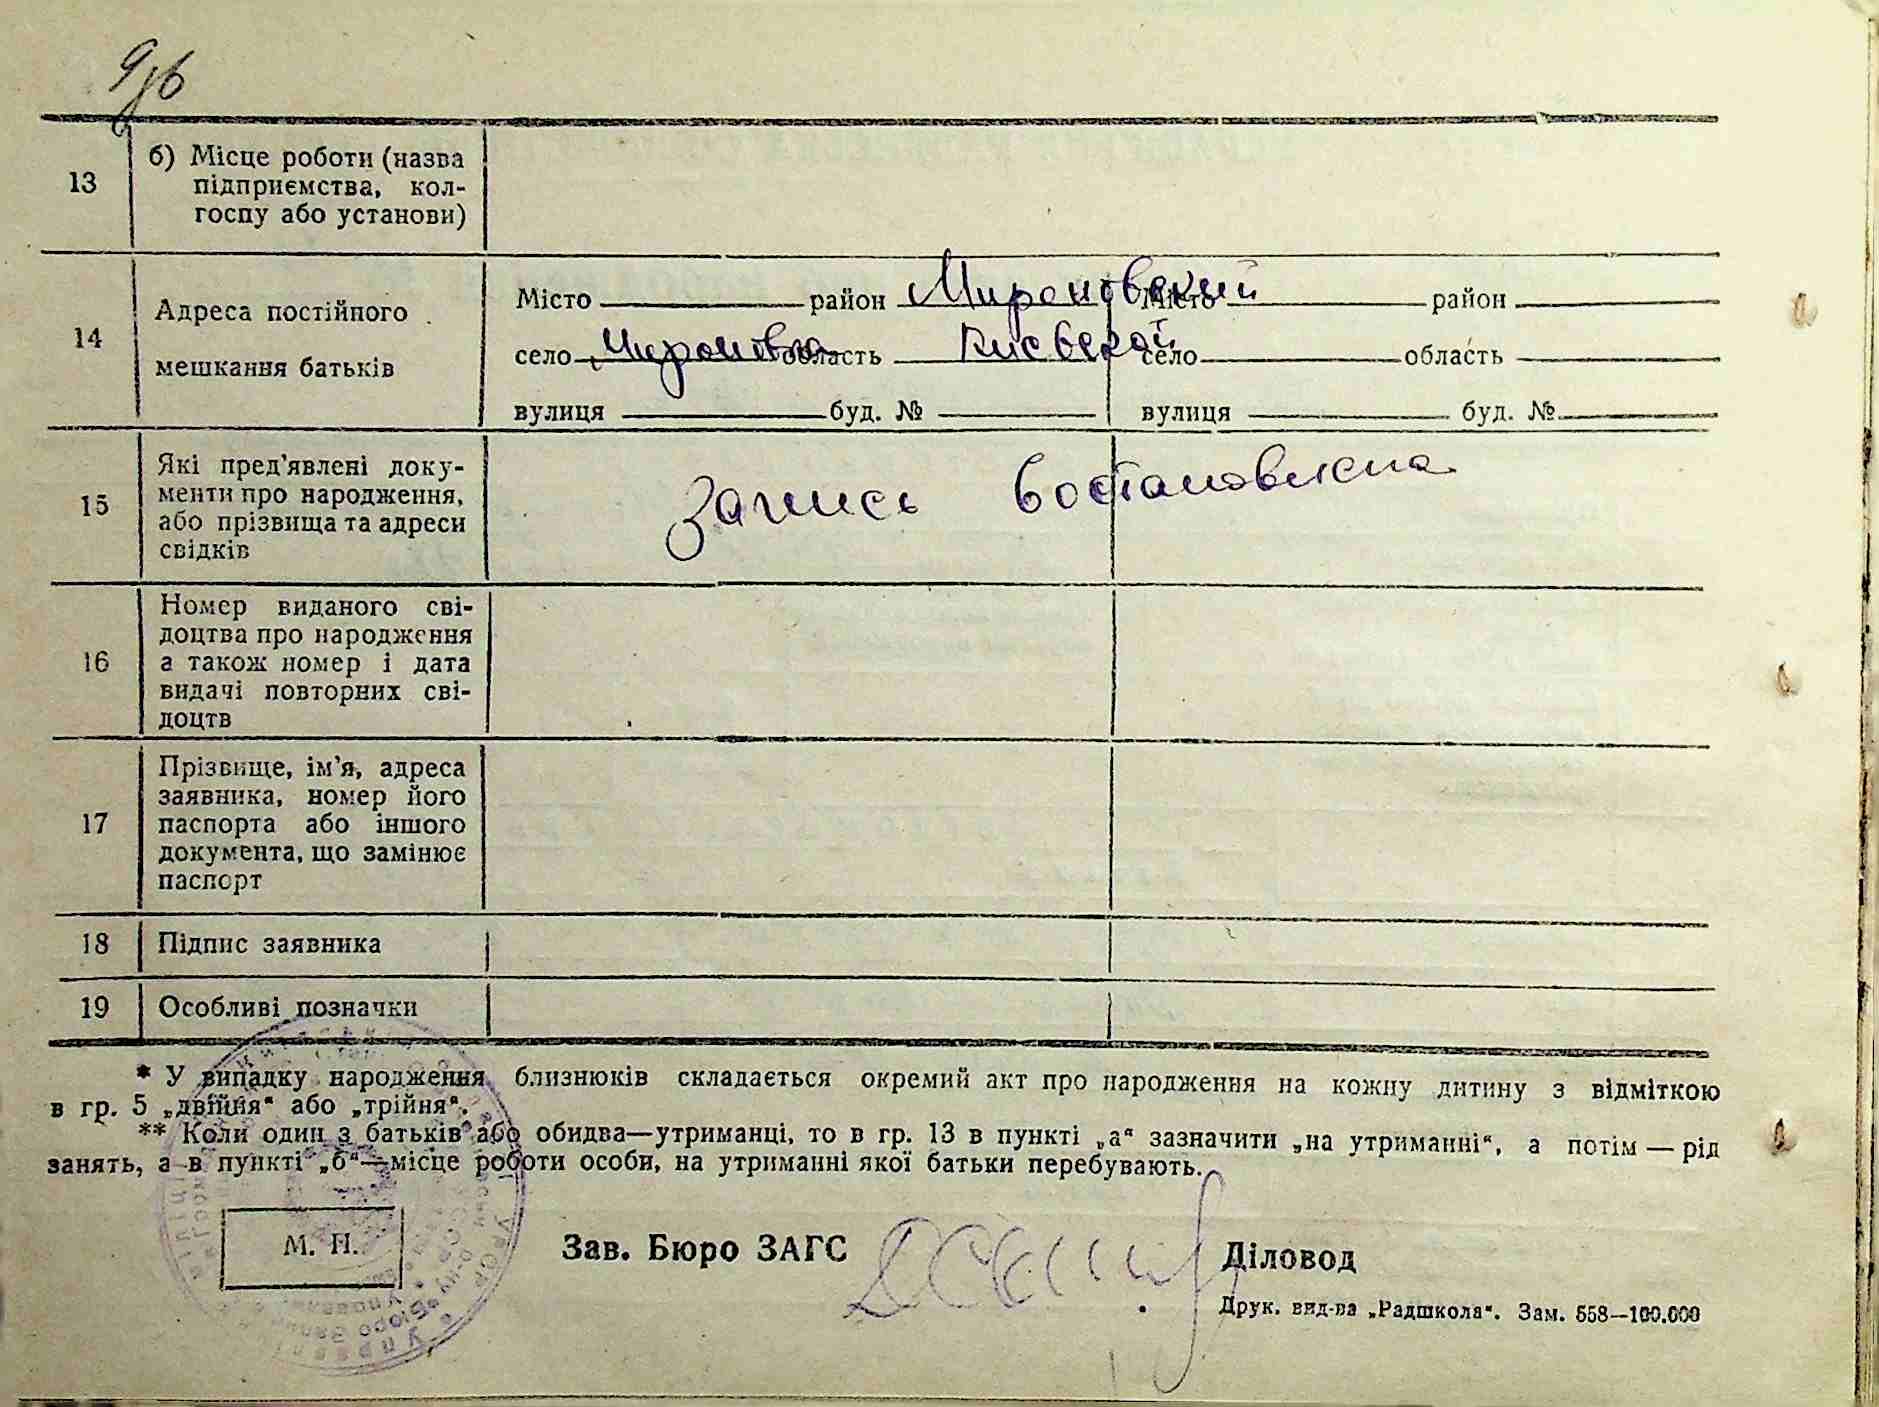 13
б) Місце роботи (назва
підприємства, кол-
госпу або установи)
14
Адреса постійного
мешкання батьків
Місто район Мироновский Місто район
село Мироновка область Киевской село область
вулиця буд. № вулиця буд. №
15
Які пред'явлені доку-
менти про народження,
або прізвища та адреси
свідків
Запись востановлена
16
Номер виданого сві-
доцтва про народження
а також номер і дата
видачі повторних сві-
доцтв
17
Прізвище, ім'я, адреса
заявника, номер його
паспорта або іншого
документа, що замінює
паспорт
18 Підпис заявника
19 Особливі позначки
* У випадку народження близнюків складається окремий акт про народження на кожну дитину з відміткою
в гр. 5 „двійня“ або „трійня“.
** Коли один з батьків або обидва—утриманці, то в гр. 13 в пункті „а“ зазначити „на утриманні“, а потім — рід
занять, а в пункті „б“—місце роботи особи, на утриманні якої батьки перебувають.
М. П.
Зав. Бюро ЗАГС
Діловод
Друк. вид-ва „Радшкола“. Зам. 558—100.000